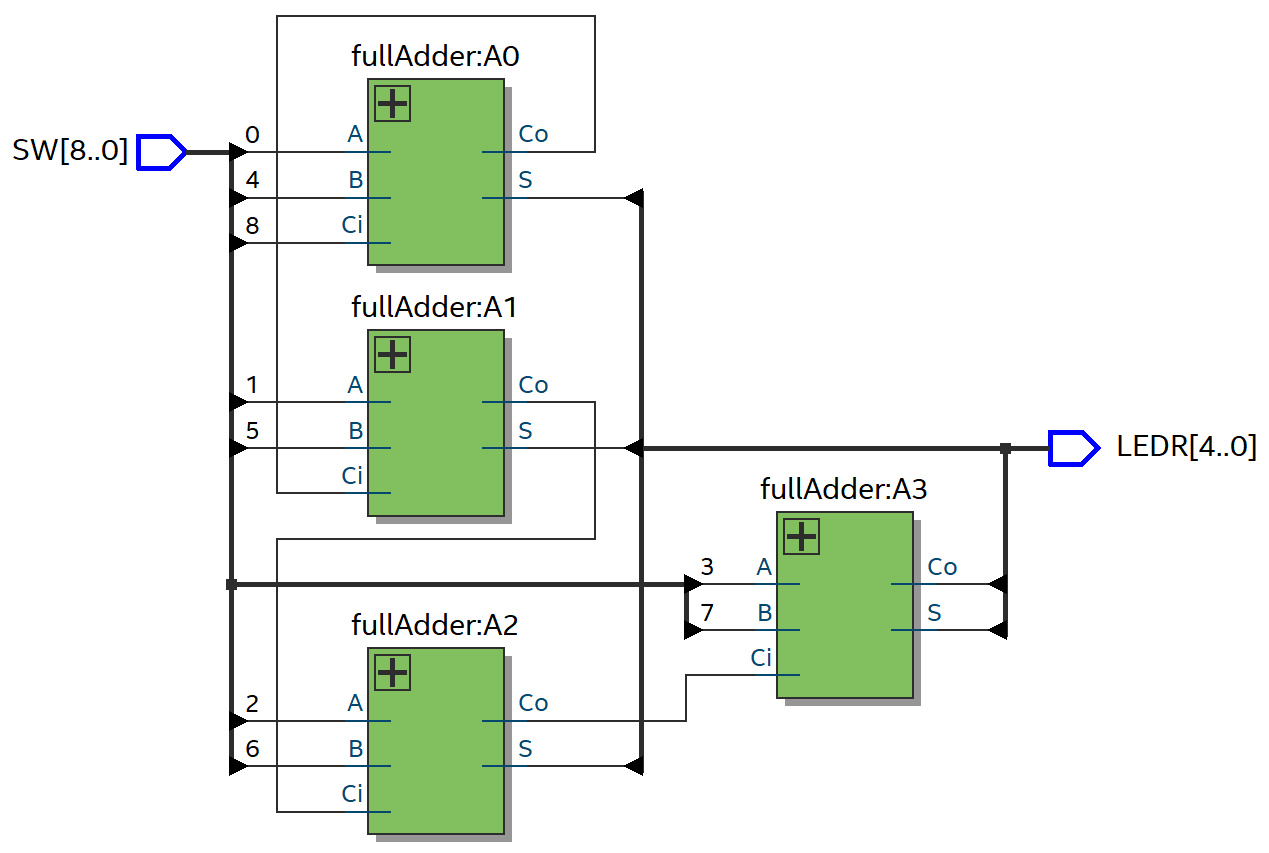 fullAdder:A0
SW[8..0]
0 A Co
4 B S
8 Ci
fullAdder:A1
1 A Co
5 B S
Ci
LEDR[4..0]
fullAdder:A3
3 A Co
7 B S
Ci
fullAdder:A2
2 A Co
6 B S
Ci